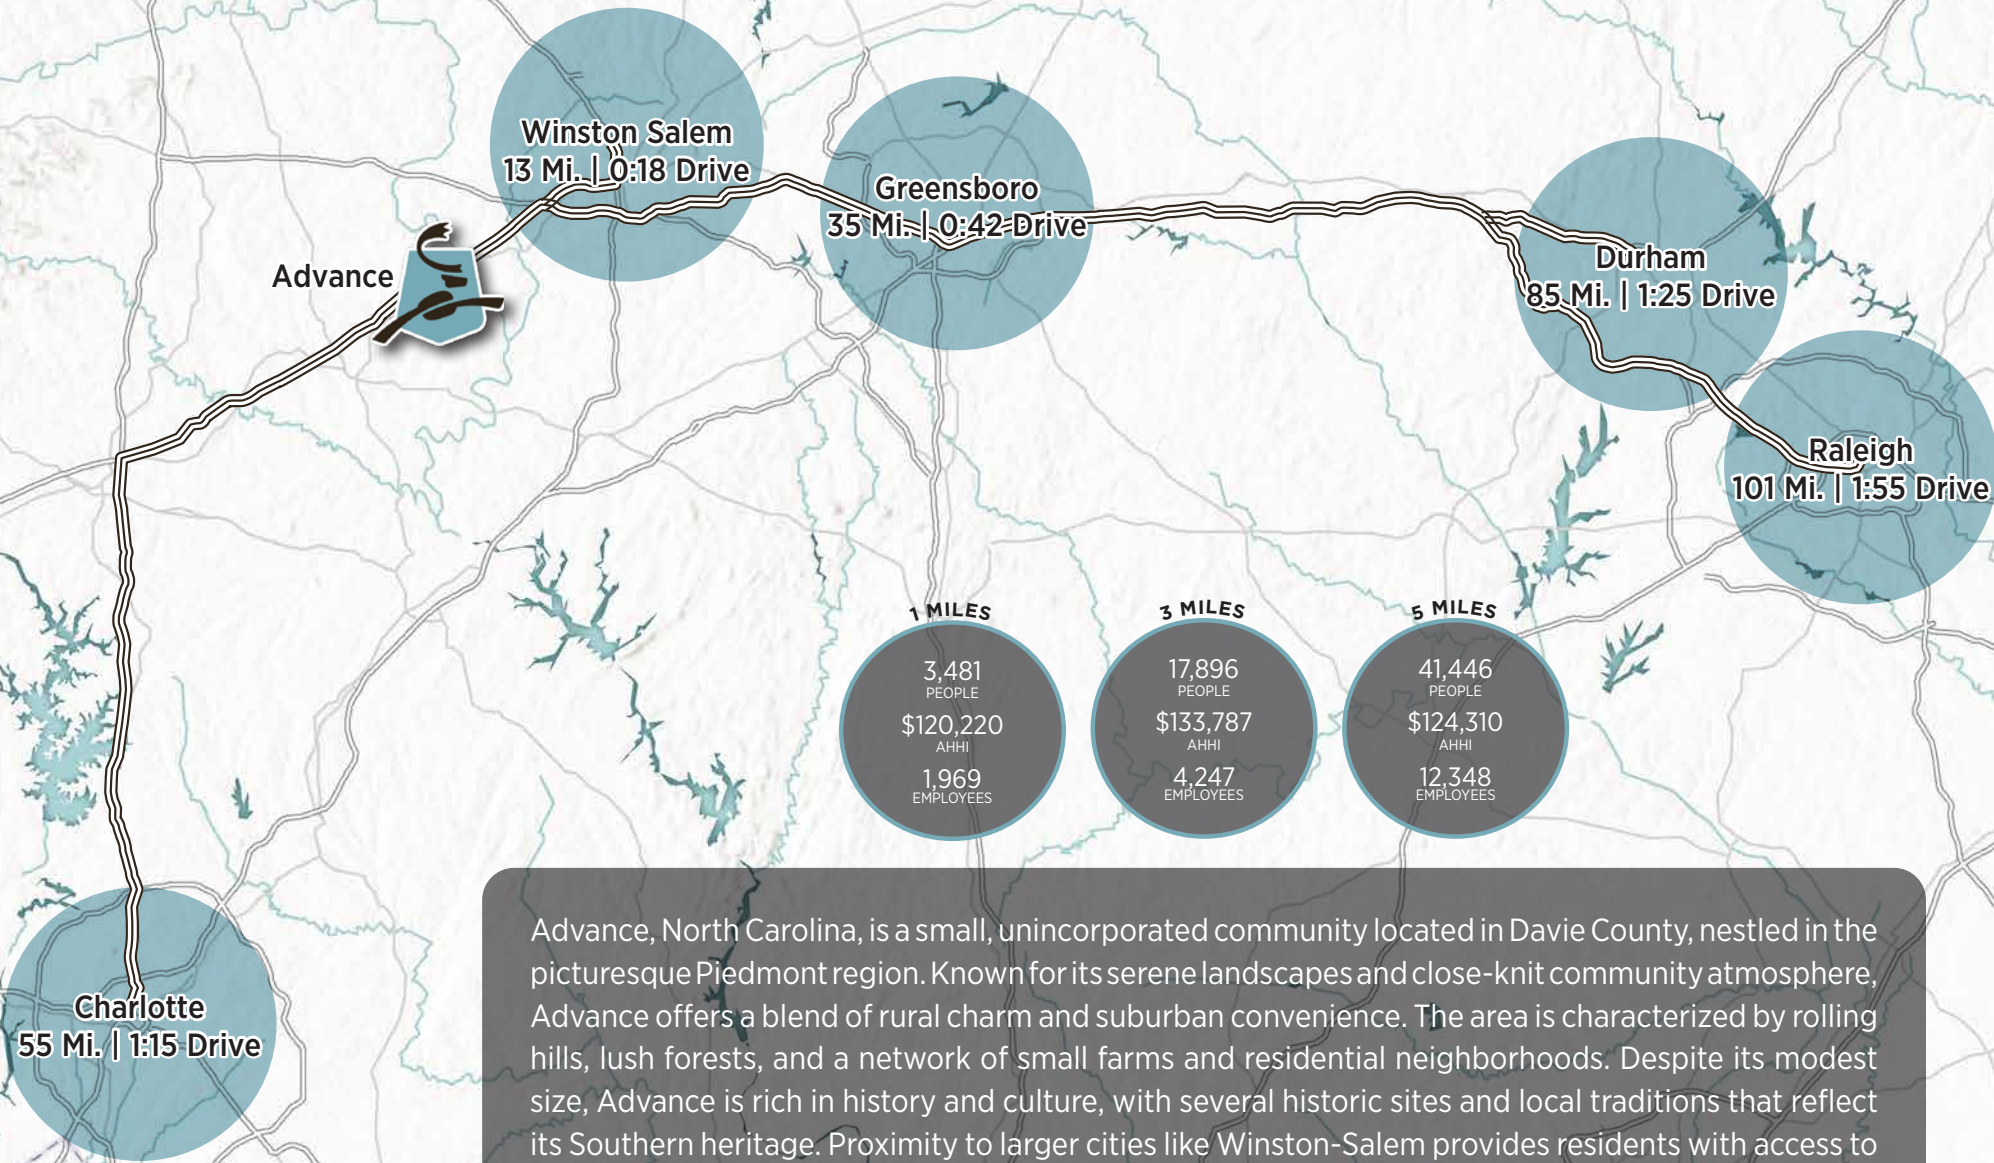 Winston Salem
13 Mi. | 0:18 Drive
Greensboro
35 Mi. | 0:42 Drive
Advance
Durham
85 Mi. | 1:25 Drive
Raleigh
101 Mi. | 1:55 Drive
1 MILES
3,481
PEOPLE
$120,220
AHHI
1,969
EMPLOYEES
3 MILES
17,896
PEOPLE
$133,787
AHHI
4,247
EMPLOYEES
5 MILES
41,446
PEOPLE
$124,310
AHHI
12,348
EMPLOYEES
Charlotte
55 Mi. | 1:15 Drive
Advance, North Carolina, is a small, unincorporated community located in Davie County, nestled in the
picturesque Piedmont region. Known for its serene landscapes and close-knit community atmosphere,
Advance offers a blend of rural charm and suburban convenience. The area is characterized by rolling
hills, lush forests, and a network of small farms and residential neighborhoods. Despite its modest
size, Advance is rich in history and culture, with several historic sites and local traditions that reflect
its Southern heritage. Proximity to larger cities like Winston-Salem provides residents with access to